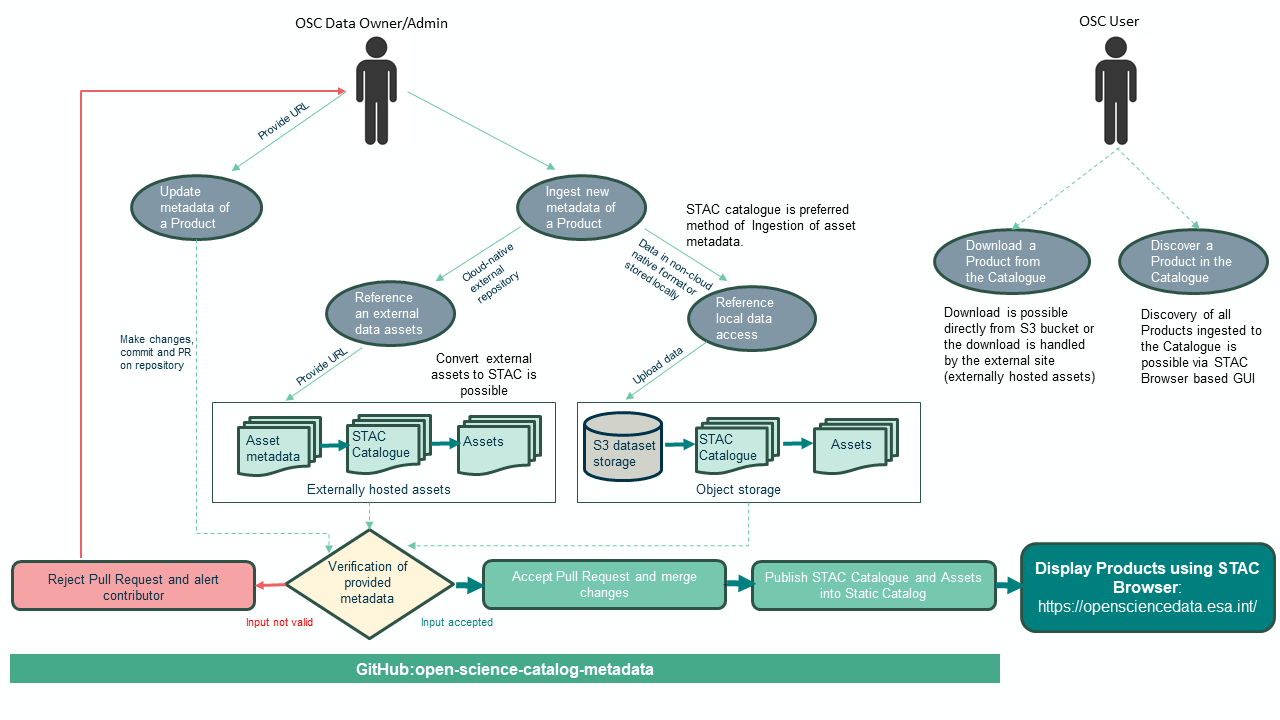 OSC Data Owner/Admin
OSC User
Provide URL
Update
metadata of
a Product
Ingest new
metadata of
a Product
STAC catalogue is preferred
method of Ingestion of asset
metadata.
Download a
Product from
the Catalogue
Discover a
Product in the
Catalogue
Cloud-native
external
repository
Data in non-cloud
native format or
stored locally
Reference
an external
data assets
Reference
local data
access
Download is possible
directly from S3 bucket or
the download is handled
by the external site
(externally hosted assets)
Discovery of all
Products ingested to
the Catalogue is
possible via STAC
Browser based GUI
Make changes,
commit and PR
on repository
Provide URL
Convert external
assets to STAC is
possible
Upload data
Asset
metadata
STAC
Catalogue
Assets
Externally hosted assets
S3 dataset
storage
STAC
Catalogue
Assets
Object storage
Verification of
provided
metadata
Reject Pull Request and alert
contributor
Input not valid
Input accepted
Accept Pull Request and merge
changes
Publish STAC Catalogue and Assets
into Static Catalog
Display Products using STAC
Browser:
https://opensciencedata.esa.int/
GitHub:open-science-catalog-metadata